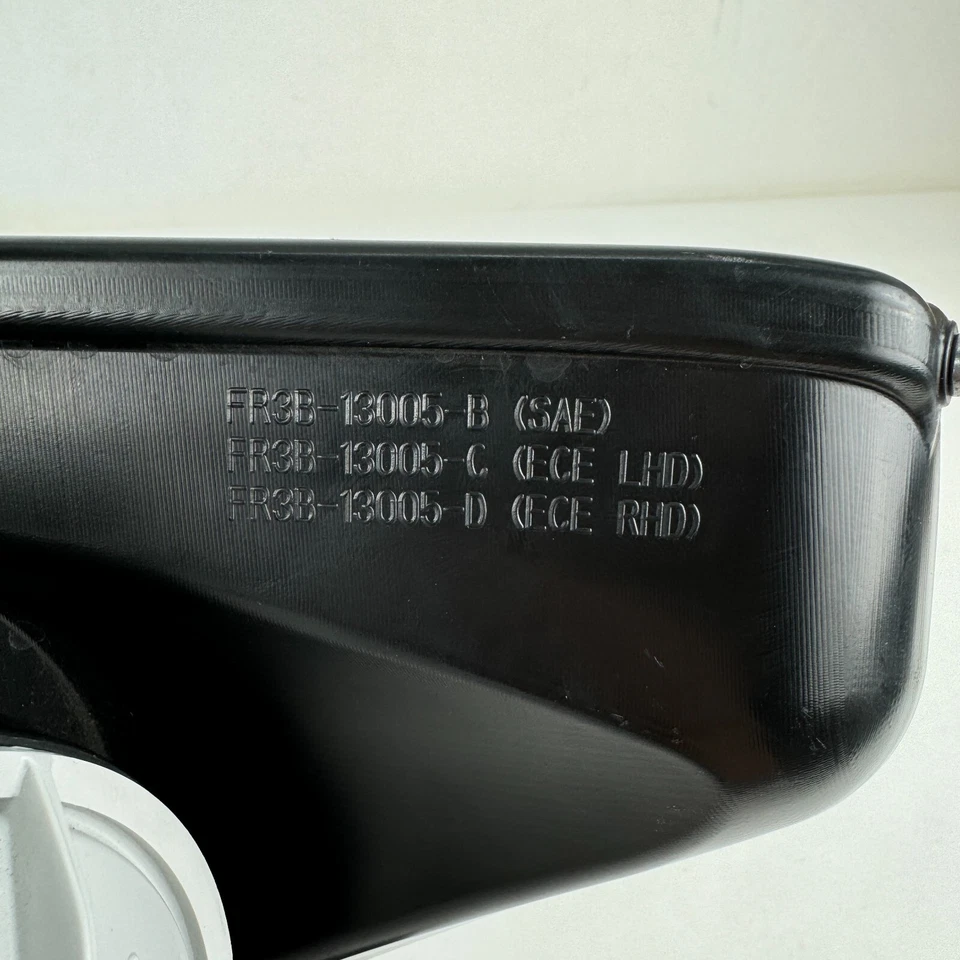 FR3B-13005-B (SAE)
FR3B-13005-C (ECE LHD)
FR3B-13005-D (ECE RHD)